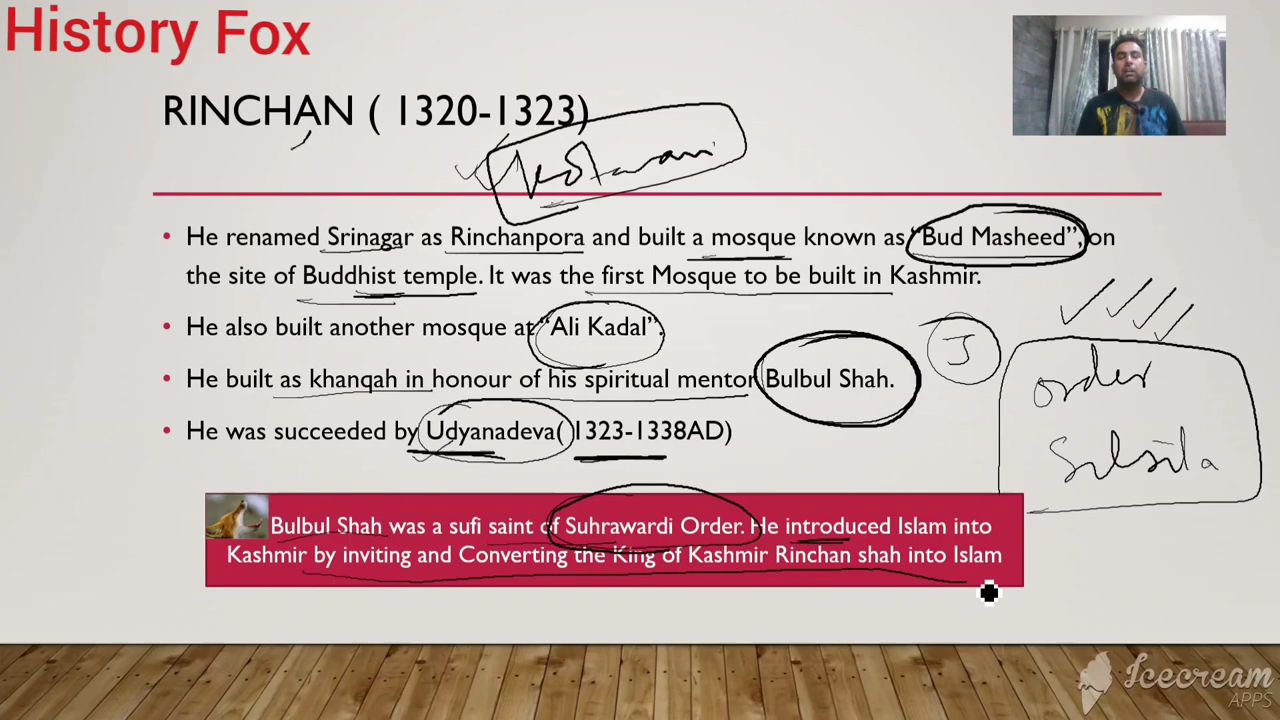 History Fox
RINCHAN ( 1320-1323)
Kotarani
• He renamed Srinagar as Rinchanpora and built a mosque known as “Bud Masheed”, on
the site of Buddhist temple. It was the first Mosque to be built in Kashmir.
• He also built another mosque at “Ali Kadal”.
• He built as khanqah in honour of his spiritual mentor Bulbul Shah.
J
order
Silsila
• He was succeeded by Udyanadeva( 1323-1338AD)
Bulbul Shah was a sufi saint of Suhrawardi Order. He introduced Islam into
Kashmir by inviting and Converting the King of Kashmir Rinchan shah into Islam
Icecream
APPS